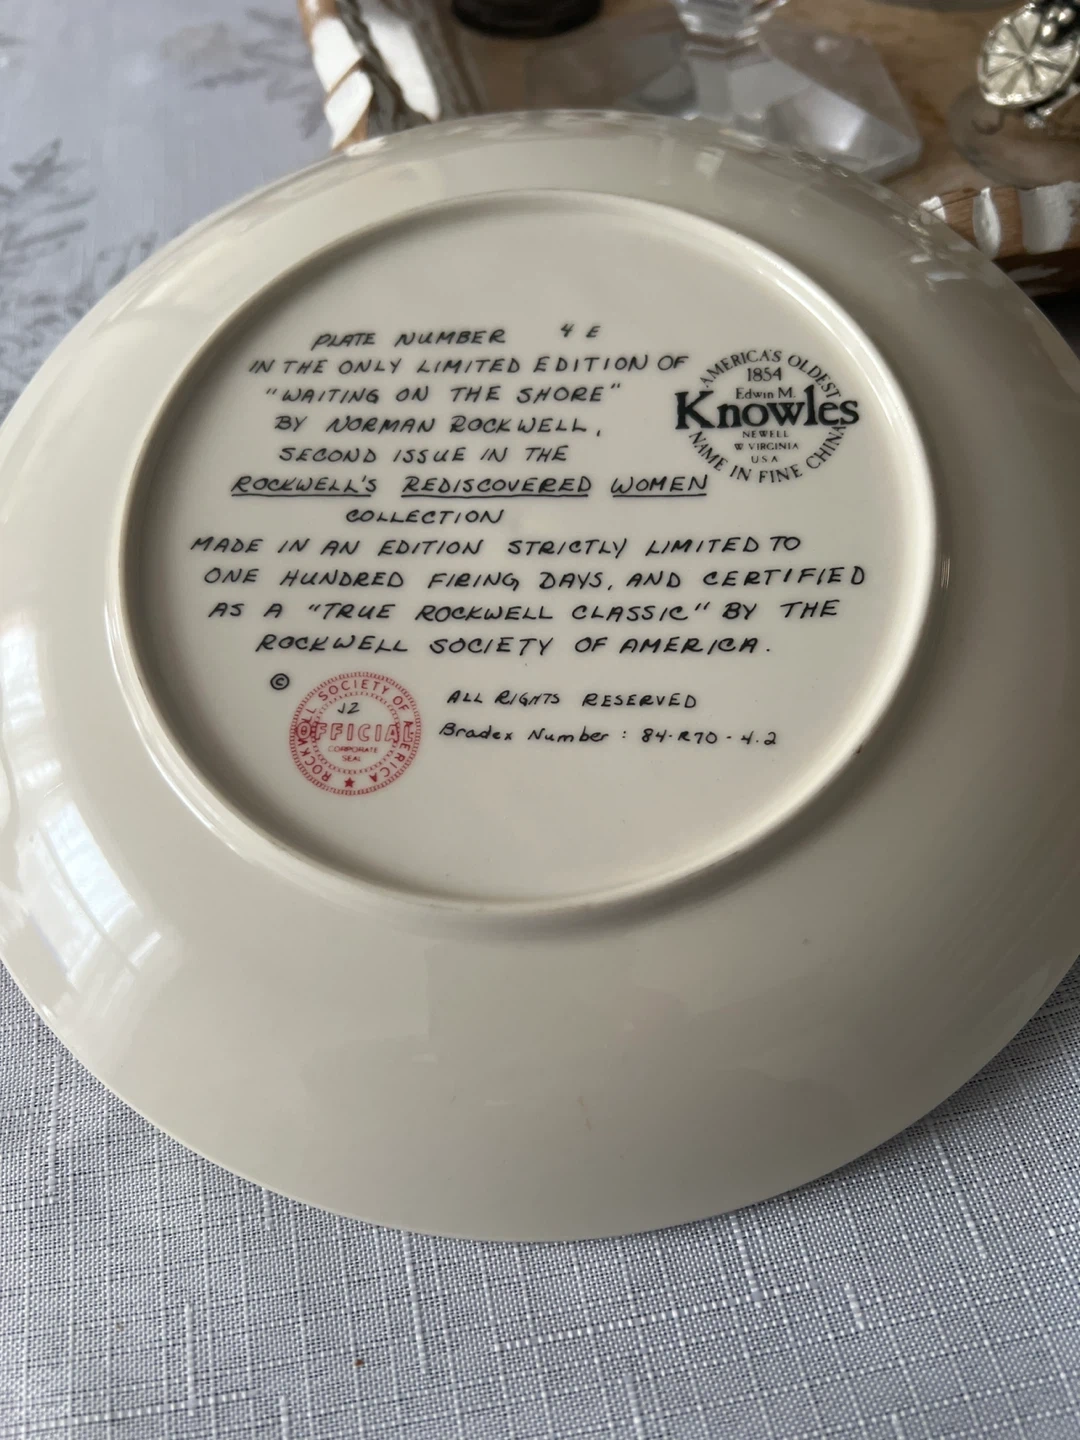 PLATE NUMBER 4 E
IN THE ONLY LIMITED EDITION OF
"WAITING ON THE SHORE"
BY NORMAN ROCKWELL,
SECOND ISSUE IN THE
ROCKWELL'S REDISCOVERED WOMEN
COLLECTION
MADE IN AN EDITION STRICTLY LIMITED TO
ONE HUNDRED FIRING DAYS, AND CERTIFIED
AS A "TRUE ROCKWELL CLASSIC" BY THE
ROCKWELL SOCIETY OF AMERICA.
AMERICA'S OLDEST
1854
Edwin M.
Knowles
NEWELL
W VIRGINIA
USA
NAME IN FINE CHINA
©
ROCKWELL SOCIETY OF AMERICA
JZ
OFFICIAL
CORPORATE
SEAL
ALL RIGHTS RESERVED
Bradex Number: 84-R70-4.2